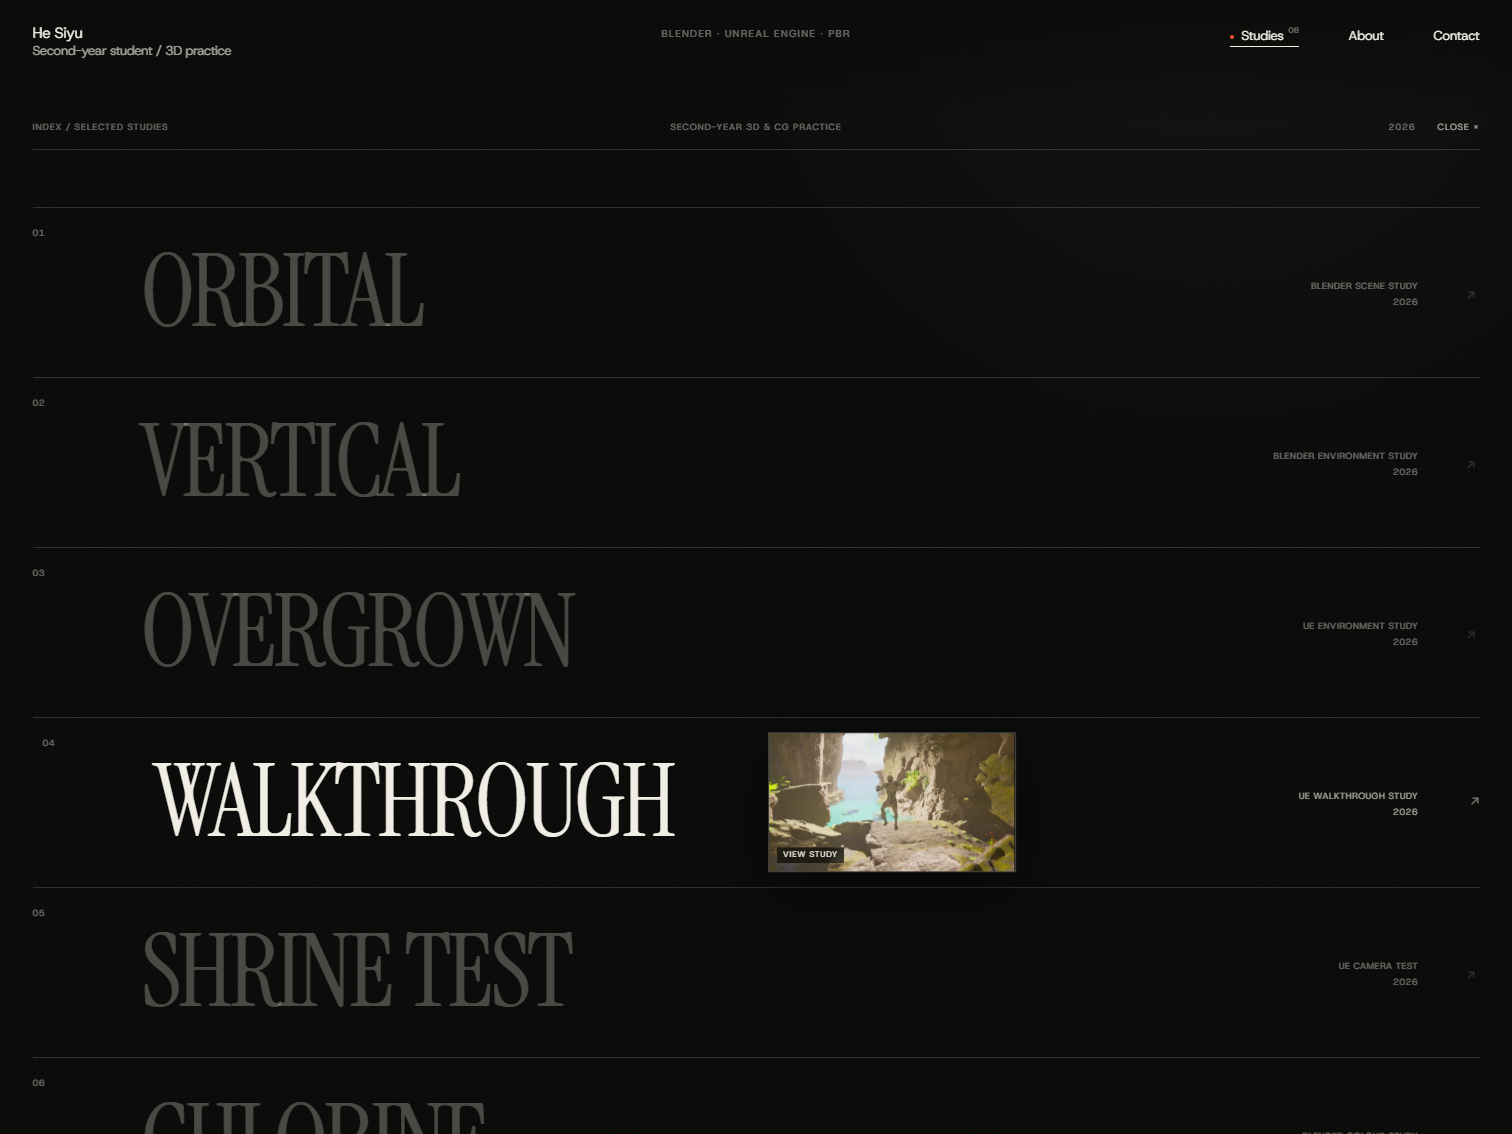 He Siyu
Second-year student / 3D practice
BLENDER · UNREAL ENGINE · PBR
Studies 08
About
Contact
INDEX / SELECTED STUDIES
SECOND-YEAR 3D & CG PRACTICE
2026
CLOSE ×
01
ORBITAL
BLENDER SCENE STUDY
2026
↗
02
VERTICAL
BLENDER ENVIRONMENT STUDY
2026
↗
03
OVERGROWN
UE ENVIRONMENT STUDY
2026
↗
04
WALKTHROUGH
VIEW STUDY
UE WALKTHROUGH STUDY
2026
↗
05
SHRINE TEST
UE CAMERA TEST
2026
↗
06
CHLORINE